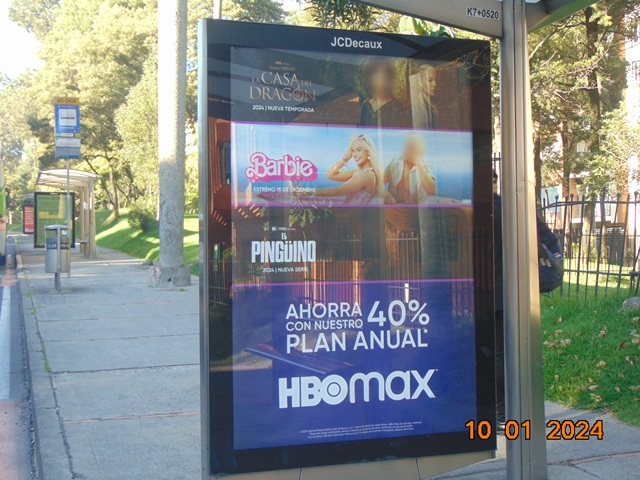 K7+0520
JCDecaux
LA CASA DEL
DRAGÓN
2024 | NUEVA TEMPORADA
Barbie
ESTRENO 15 DE DICIEMBRE
EL
PINGÜINO
2024 | NUEVA SERIE
AHORRA
CON NUESTRO
40%
PLAN ANUAL*
HBOmax
10 01 2024